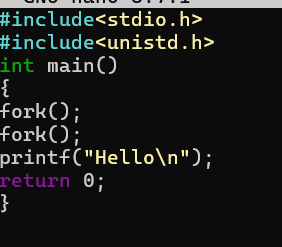 #include<stdio.h>
#include<unistd.h>
int main()
{
fork();
fork();
printf("Hello\n");
return 0;
}